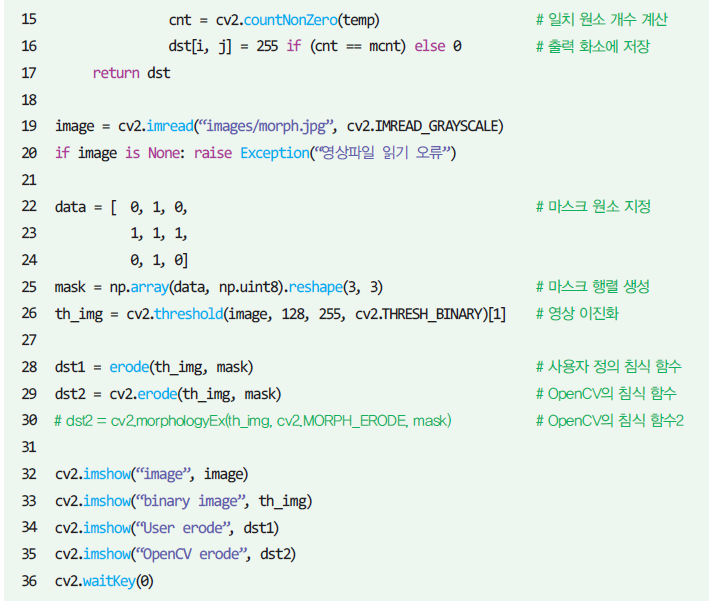 15 cnt = cv2.countNonZero(temp) # 일치 원소 개수 계산
16 dst[i, j] = 255 if (cnt == mcnt) else 0 # 출력 화소에 저장
17 return dst
18
19 image = cv2.imread(“images/morph.jpg”, cv2.IMREAD_GRAYSCALE)
20 if image is None: raise Exception(“영상파일 읽기 오류”)
21
22 data = [ 0, 1, 0, # 마스크 원소 지정
23 1, 1, 1,
24 0, 1, 0]
25 mask = np.array(data, np.uint8).reshape(3, 3) # 마스크 행렬 생성
26 th_img = cv2.threshold(image, 128, 255, cv2.THRESH_BINARY)[1] # 영상 이진화
27
28 dst1 = erode(th_img, mask) # 사용자 정의 침식 함수
29 dst2 = cv2.erode(th_img, mask) # OpenCV의 침식 함수
30 # dst2 = cv2.morphologyEx(th_img, cv2.MORPH_ERODE, mask) # OpenCV의 침식 함수2
31
32 cv2.imshow(“image”, image)
33 cv2.imshow(“binary image”, th_img)
34 cv2.imshow(“User erode”, dst1)
35 cv2.imshow(“OpenCV erode”, dst2)
36 cv2.waitKey(0)